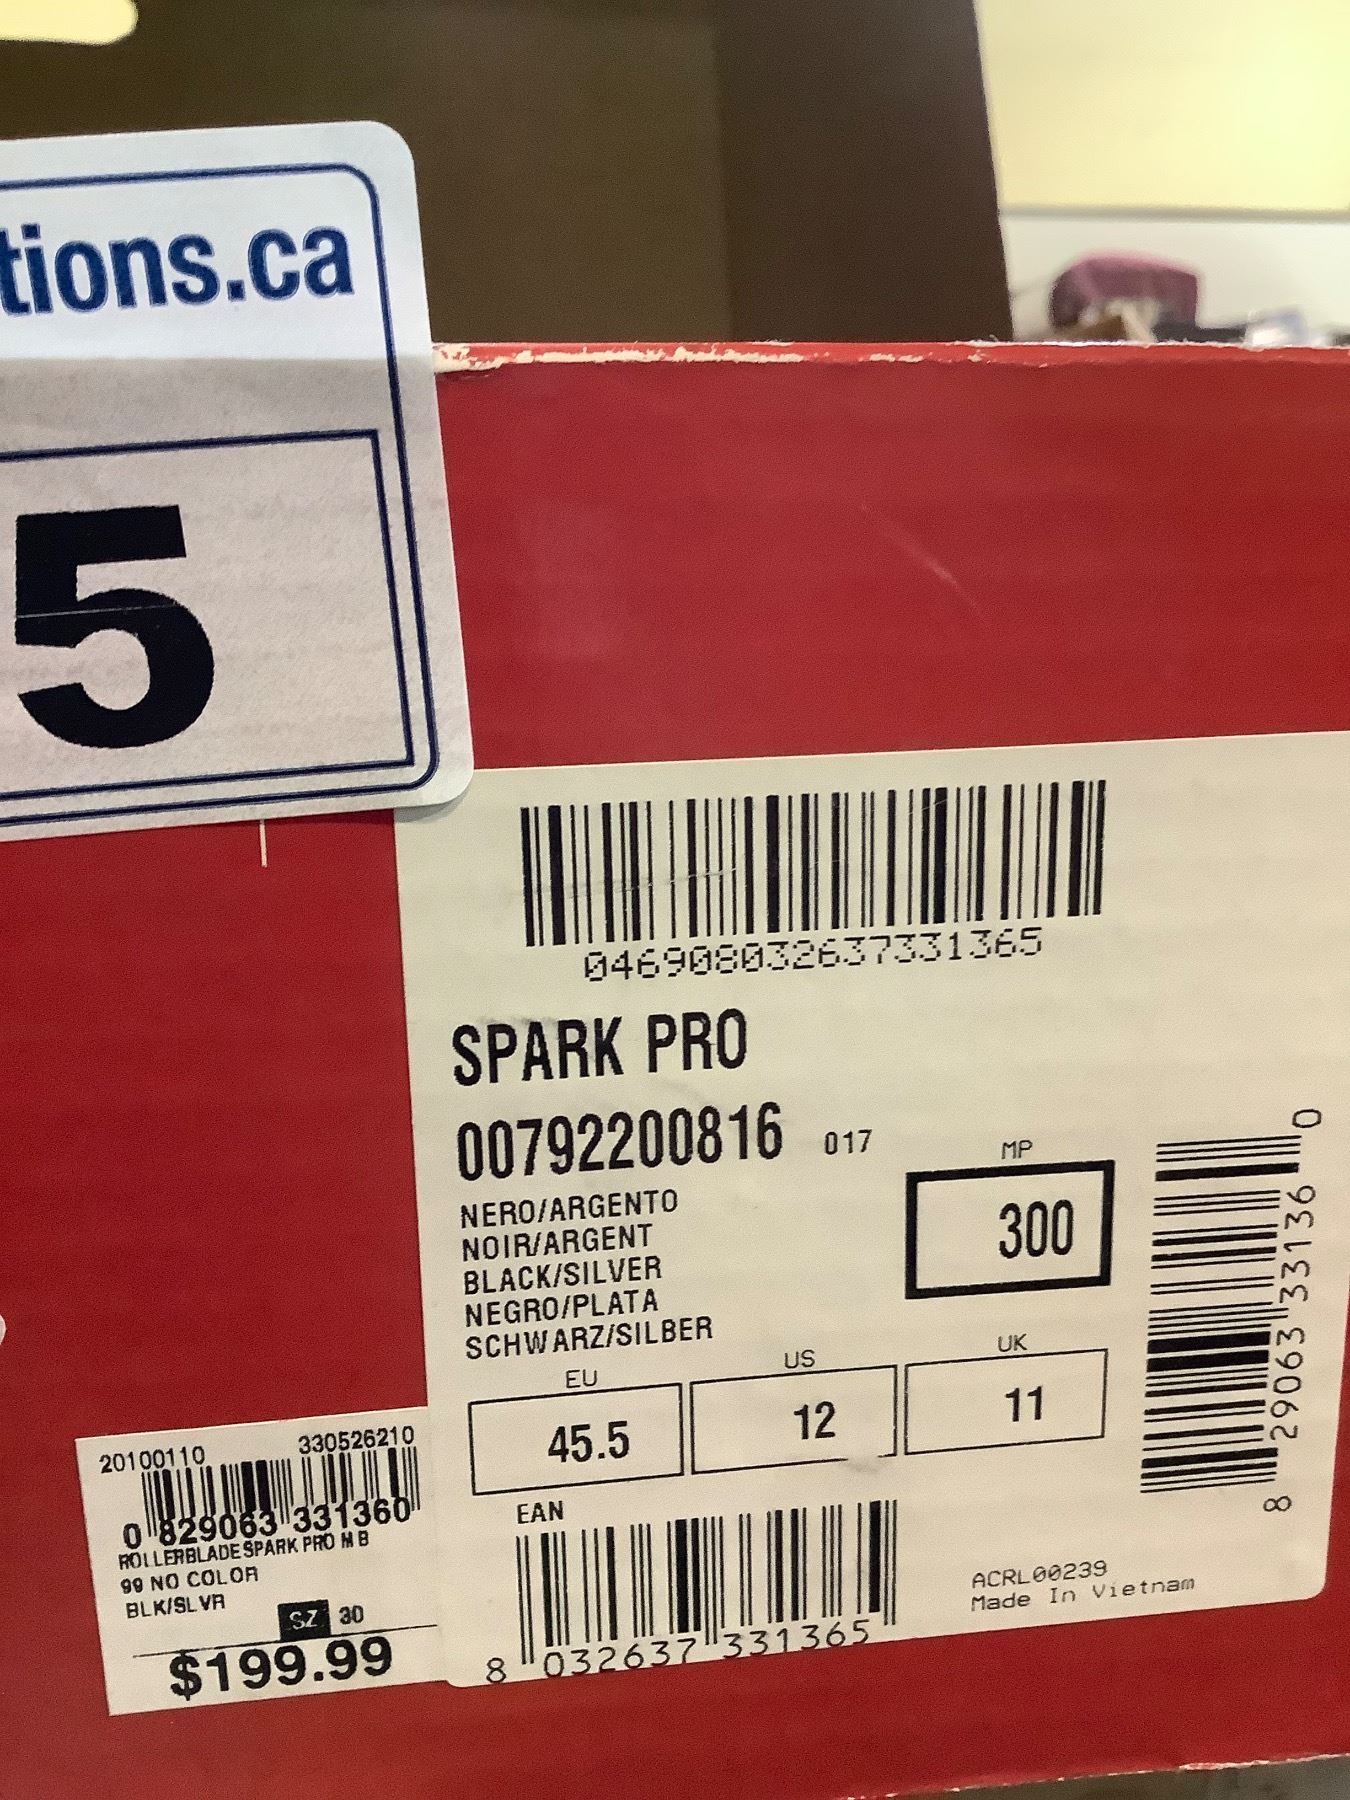 tions.ca
5
046908032637331365
SPARK PRO
00792200816 017
NERO/ARGENTO
NOIR/ARGENT
BLACK/SILVER
NEGRO/PLATA
SCHWARZ/SILBER
MP
300
EU
45.5
US
12
UK
11
EAN
8 032637 331365
8 29063 33136 0
ACRL00239
Made In Vietnam
20100110 330526210
0 829063 331360
ROLLERBLADE SPARK PRO M B
99 NO COLOR
BLK/SLVR
SZ 30
$199.99